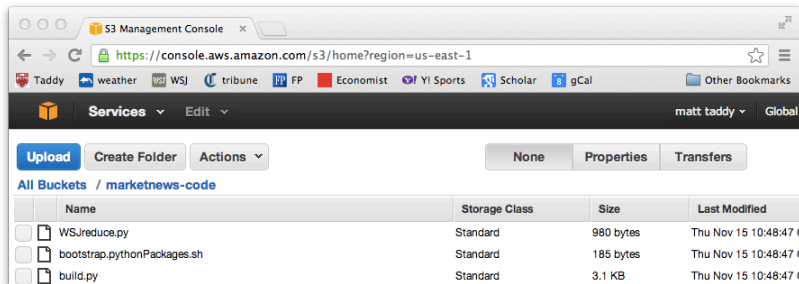 S3 Management Console
https://console.aws.amazon.com/s3/home?region=us-east-1
Taddy weather WSJ WSJ tribune FP FP Economist Y! Y! Sports Scholar 8 gCal Other Bookmarks
Services Edit matt taddy Global
Upload Create Folder Actions None Properties Transfers
All Buckets / marketnews-code
Name Storage Class Size Last Modified
WSJreduce.py Standard 980 bytes Thu Nov 15 10:48:47
bootstrap.pythonPackages.sh Standard 185 bytes Thu Nov 15 10:48:47
build.py Standard 3.1 KB Thu Nov 15 10:48:47